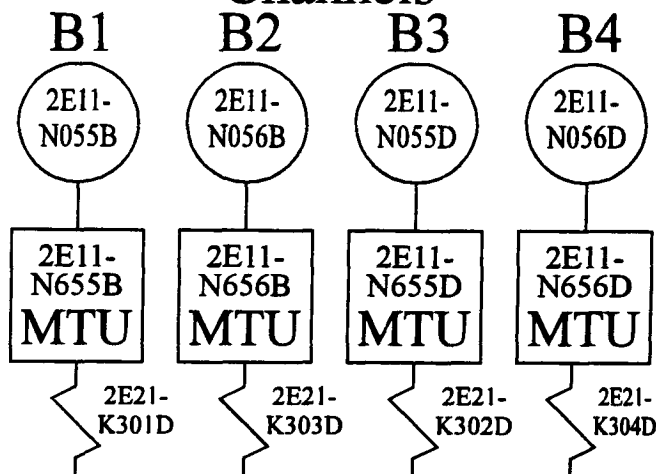 Channels
B1 B2 B3 B4
2E11- 2E11- 2E11- 2E11-
N055B N056B N055D N056D
2E11- 2E11- 2E11- 2E11-
N655B N656B N655D N656D
MTU MTU MTU MTU
2E21- 2E21- 2E21- 2E21-
K301D K303D K302D K304D